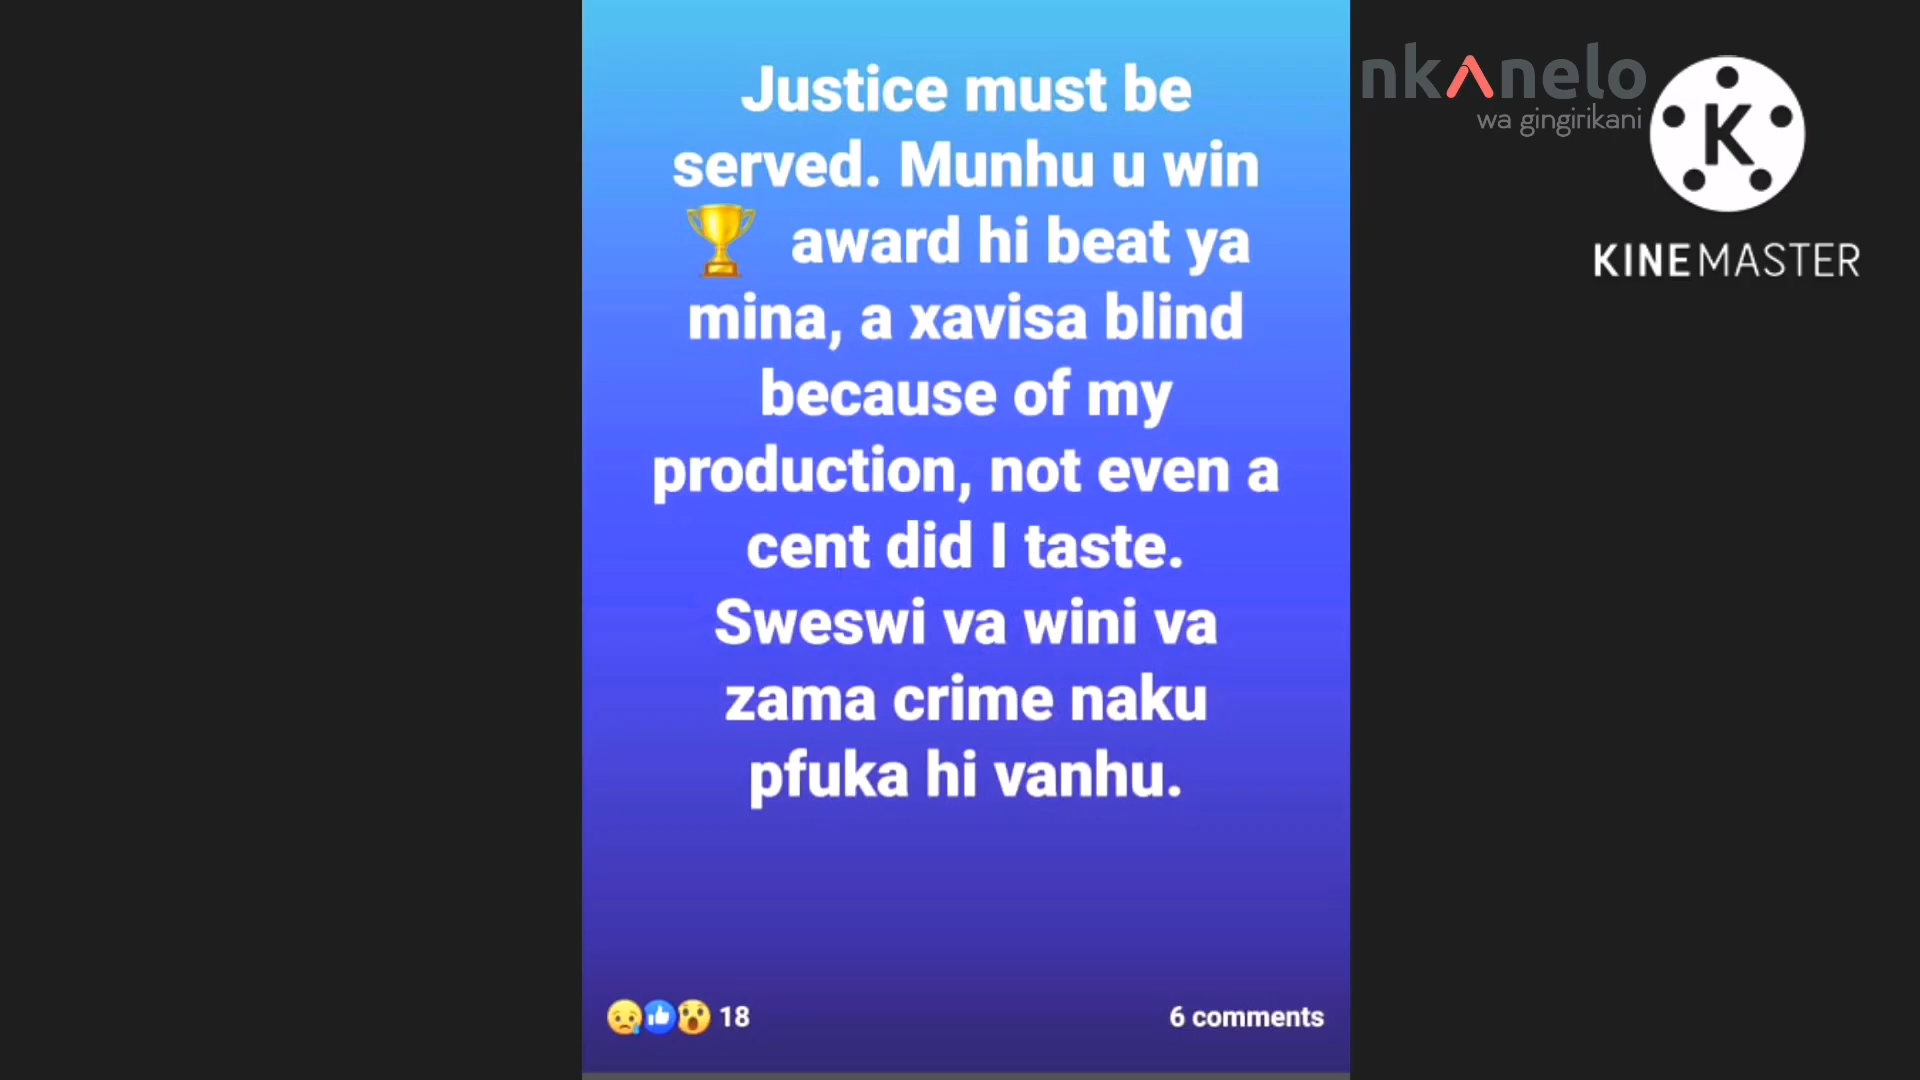 Justice must be
served. Munhu u win
🏆 award hi beat ya
mina, a xavisa blind
because of my
production, not even a
cent did I taste.
Sweswi va wini va
zama crime naku
pfuka hi vanhu.
18
6 comments
nkanelo
wa gingirikani
K
KINEMASTER